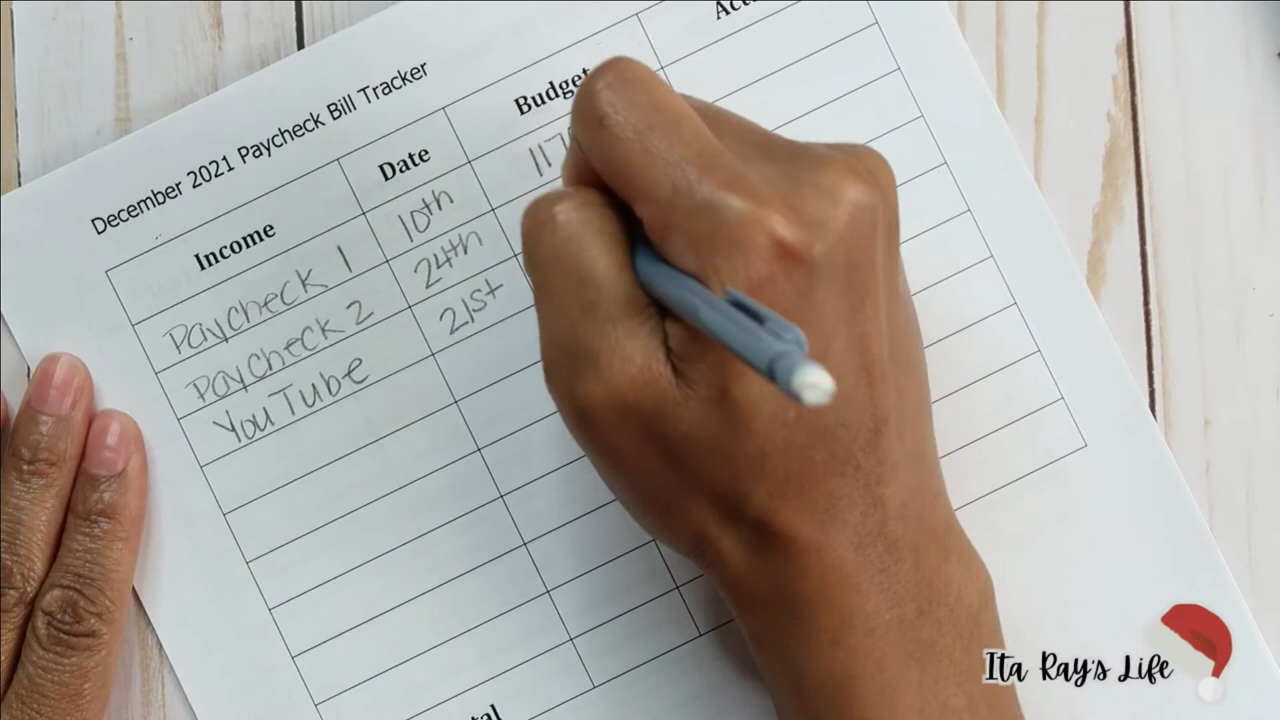 December 2021 Paycheck Bill Tracker
Income Date Budget
Paycheck 1 10th
Paycheck 2 24th
YouTube 21st
Ita Ray's Life